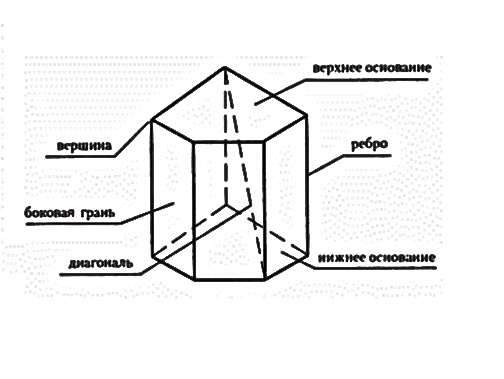 верхнее основание
вершина
ребро
боковая грань
диагональ
нижнее основание